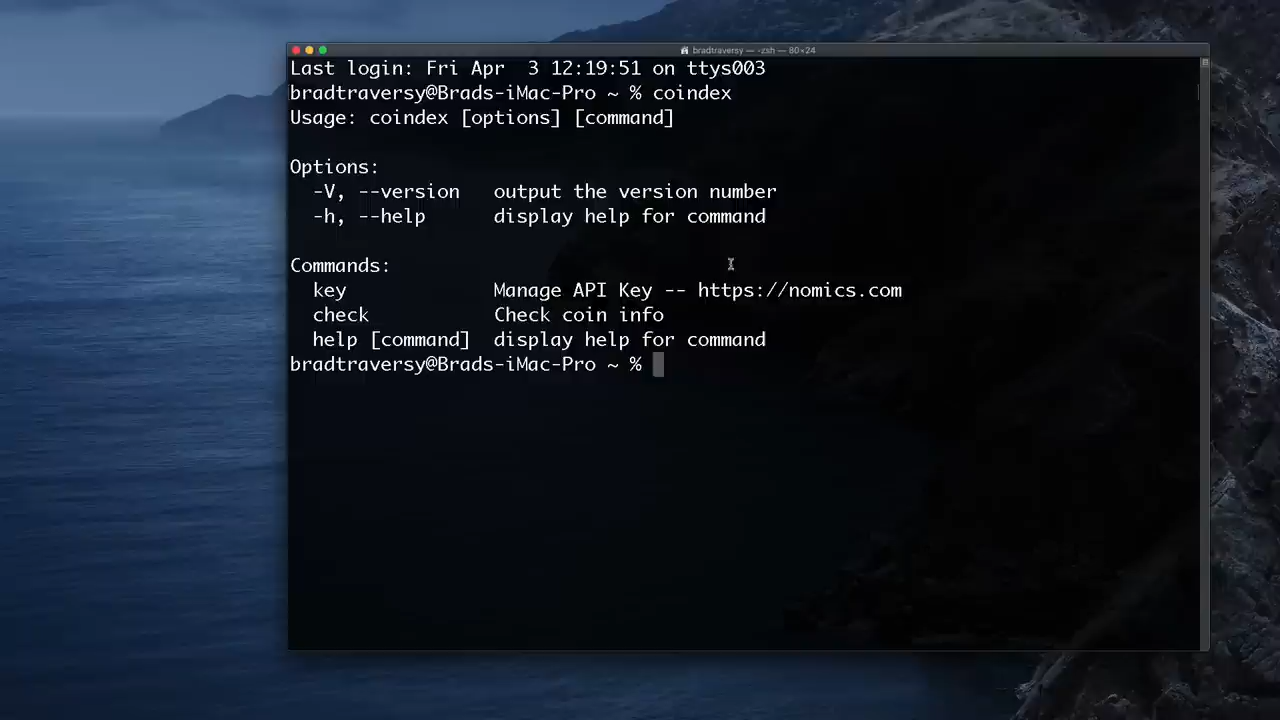 bradtraversy — -zsh — 80×24
Last login: Fri Apr  3 12:19:51 on ttys003
bradtraversy@Brads-iMac-Pro ~ % coindex
Usage: coindex [options] [command]
Options:
-V, --version   output the version number
-h, --help      display help for command
Commands:
key             Manage API Key -- https://nomics.com
check           Check coin info
help [command]  display help for command
bradtraversy@Brads-iMac-Pro ~ %